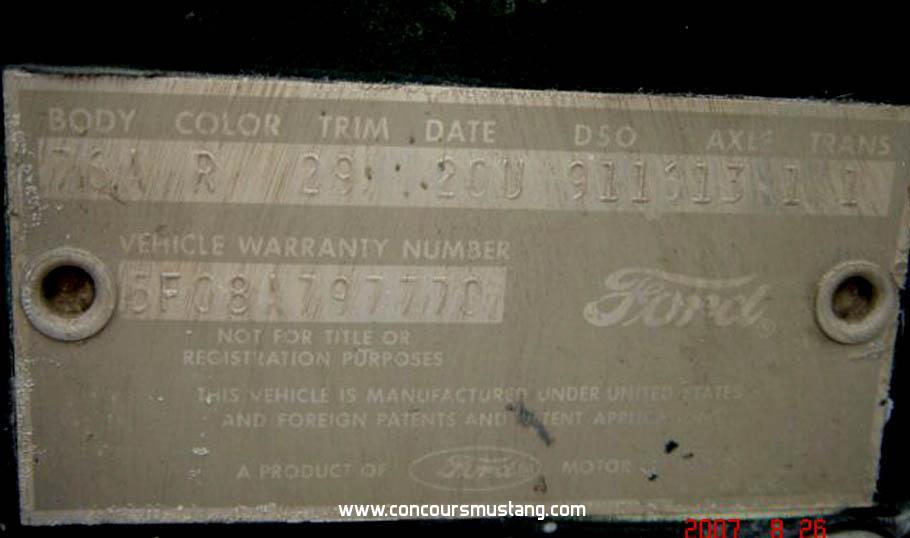 BODY COLOR TRIM DATE DSO AXLE TRANS
76A R 29 20U 911613 1 1
VEHICLE WARRANTY NUMBER
5F08A797770
Ford
NOT FOR TITLE OR
REGISTRATION PURPOSES
THIS VEHICLE IS MANUFACTURED UNDER UNITED STATES
AND FOREIGN PATENTS AND PATENT
A PRODUCT OF Ford MOTOR
www.concoursmustang.com
2007 8 26